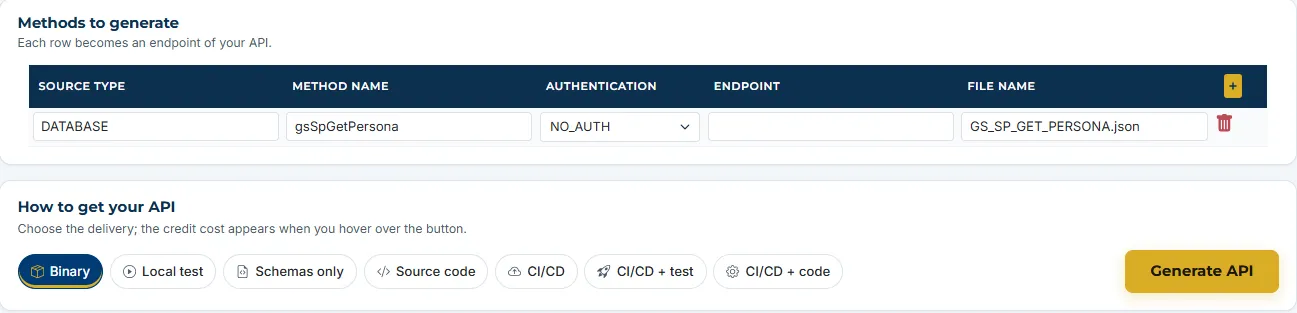 Methods to generate
Each row becomes an endpoint of your API.
SOURCE TYPE METHOD NAME AUTHENTICATION ENDPOINT FILE NAME +
DATABASE gsSpGetPersona NO_AUTH GS_SP_GET_PERSONA.json
How to get your API
Choose the delivery; the credit cost appears when you hover over the button.
Binary Local test Schemas only Source code CI/CD CI/CD + test CI/CD + code Generate API